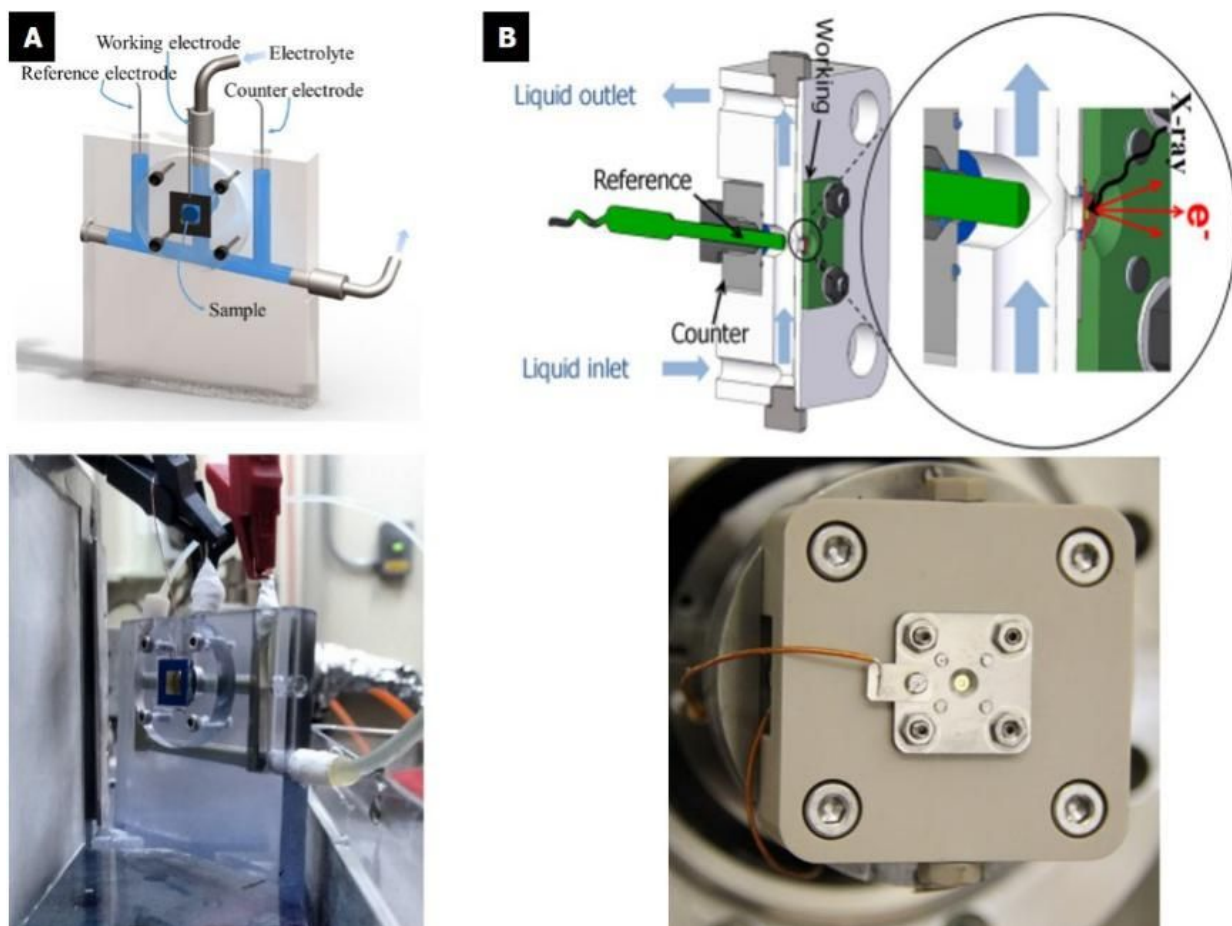 A
Working electrode
Electrolyte
Reference electrode
Counter electrode
Sample
B
Working
Liquid outlet
Reference
Counter
Liquid inlet
X-ray
e-